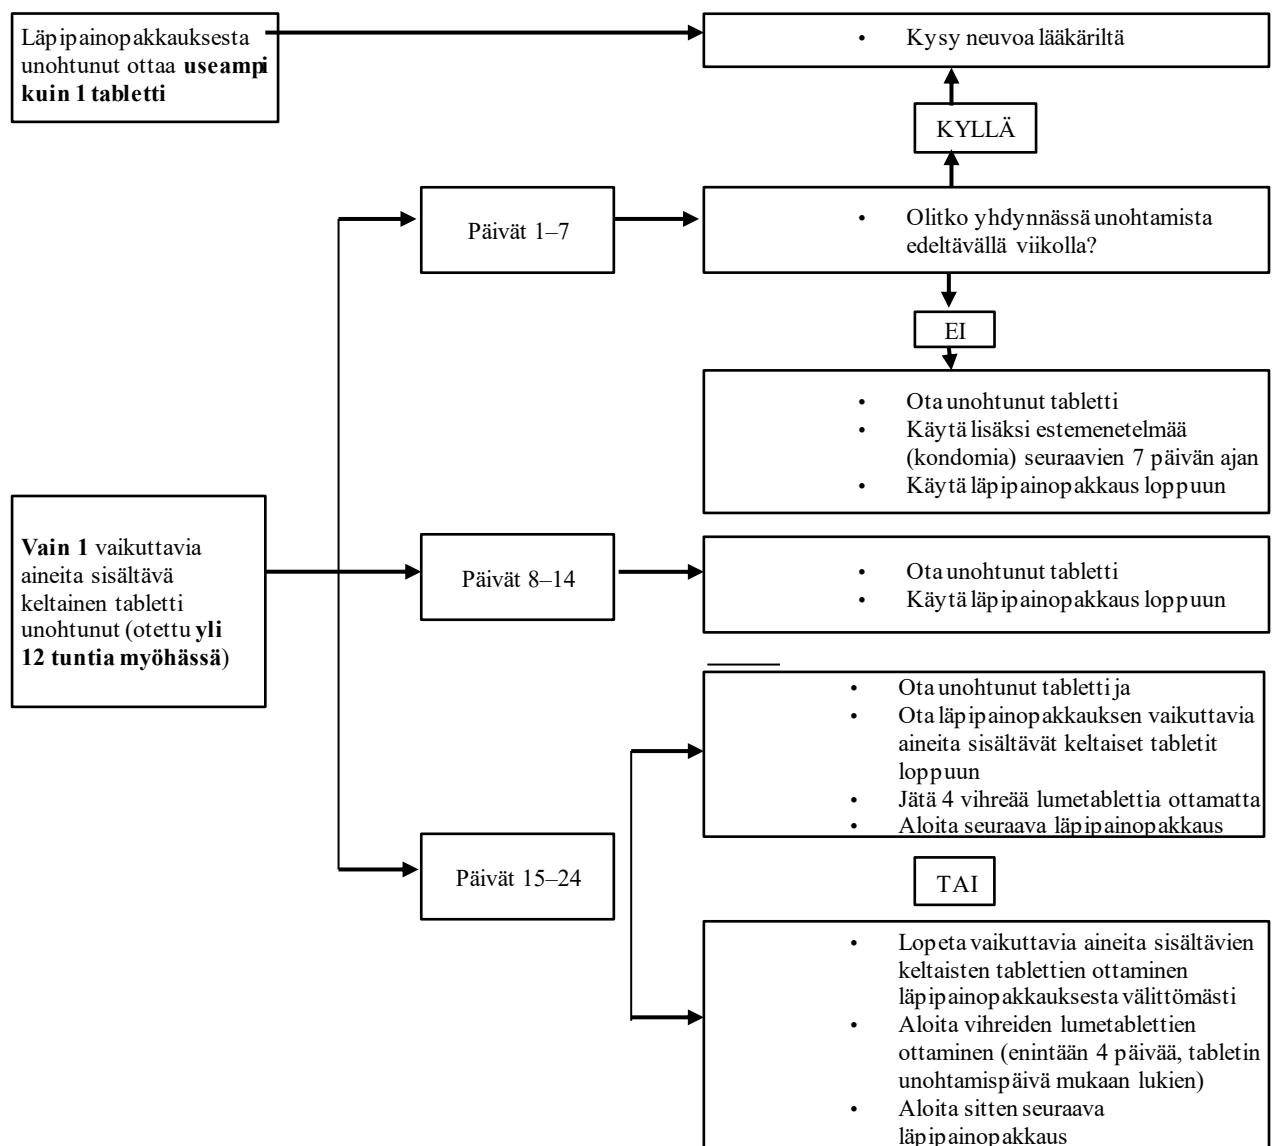 Läpipainopakkauksesta
unohtunut ottaa useampi
kuin 1 tabletti
• Kysy neuvoa lääkäriltä
KYLLÄ
Päivät 1–7
• Olitko yhdynnässä unohtamista
edeltävällä viikolla?
EI
• Ota unohtunut tabletti
• Käytä lisäksi estemenetelmää
(kondomia) seuraavien 7 päivän ajan
• Käytä läpipainopakkaus loppuun
Vain 1 vaikuttavia
aineita sisältävä
keltainen tabletti
unohtunut (otettu yli
12 tuntia myöhässä)
Päivät 8–14
• Ota unohtunut tabletti
• Käytä läpipainopakkaus loppuun
• Ota unohtunut tabletti ja
• Ota läpipainopakkauksen vaikuttavia
aineita sisältävät keltaiset tabletit
loppuun
• Jätä 4 vihreää lumetablettia ottamatta
• Aloita seuraava läpipainopakkaus
Päivät 15–24
TAI
• Lopeta vaikuttavia aineita sisältävien
keltaisten tablettien ottaminen
läpipainopakkauksesta välittömästi
• Aloita vihreiden lumetablettien
ottaminen (enintään 4 päivää, tabletin
unohtamispäivä mukaan lukien)
• Aloita sitten seuraava
läpipainopakkaus